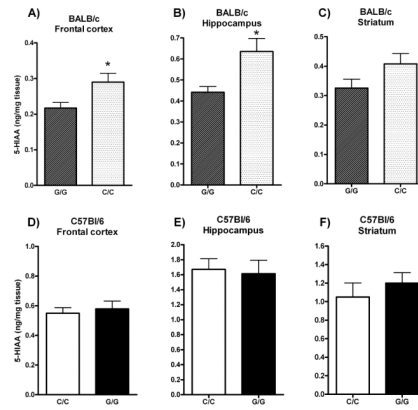 A)
BALB/c
Frontal cortex
5-HIAA (ng/mg tissue)
0.4
0.3
0.2
0.1
0.0
*
G/G
C/C
B)
BALB/c
Hippocampus
0.7
0.6
0.5
0.4
0.3
0.2
0.1
0.0
*
G/G
C/C
C)
BALB/c
Striatum
0.5
0.4
0.3
0.2
0.1
0.0
G/G
C/C
D)
C57Bl/6
Frontal cortex
5-HIAA (ng/mg tissue)
1.0
0.8
0.6
0.4
0.2
0.0
C/C
G/G
E)
C57Bl/6
Hippocampus
2.0
1.8
1.6
1.4
1.2
1.0
0.8
0.6
0.4
0.2
0.0
C/C
G/G
F)
C57Bl/6
Striatum
1.6
1.4
1.2
1.0
0.8
0.6
0.4
0.2
0.0
C/C
G/G